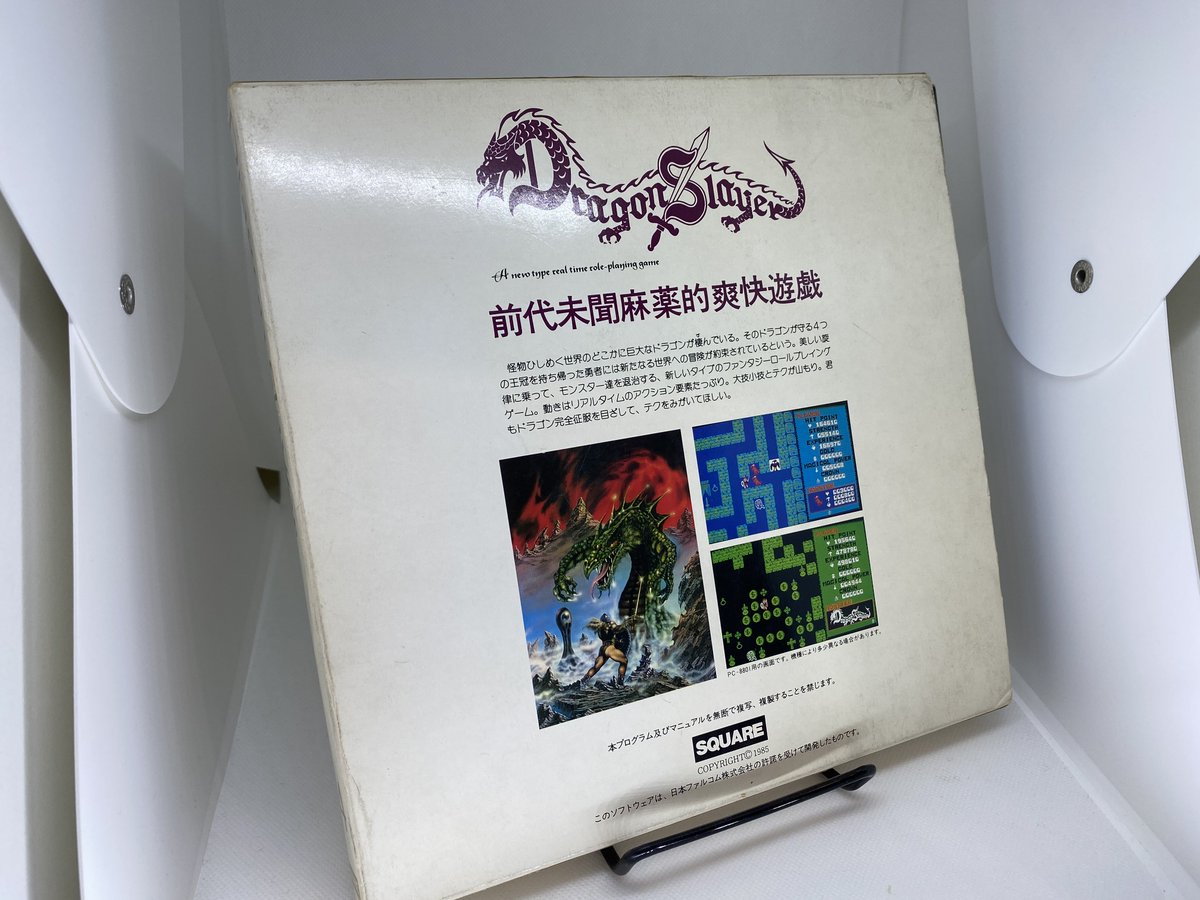 Dragon Slayer
A new type real time role-playing game
前代未聞麻薬的爽快遊戯
怪物ひしめく世界のどこかに巨大なドラゴンが棲んでいる。そのドラゴンが守る4つ
の王冠を持ち帰った勇者には新たなる世界への冒険が約束されているという。美しい旋
律に乗って、モンスター達を退治する、新しいタイプのファンタジーロールプレイング
ゲーム。動きはリアルタイムのアクション要素たっぷり。大技小技とテクが山もり。君
もドラゴン完全征服を目ざして、テクをみがいてほしい。
HIT POINT
HIT POINT
PC-8801用の画面です。機種により多少異なる場合があります。
本プログラム及びマニュアルを無断で複写、複製することを禁じます。
SQUARE
COPYRIGHT© 1985
このソフトウェアは、日本ファルコム株式会社の許諾を受けて開発したものです。